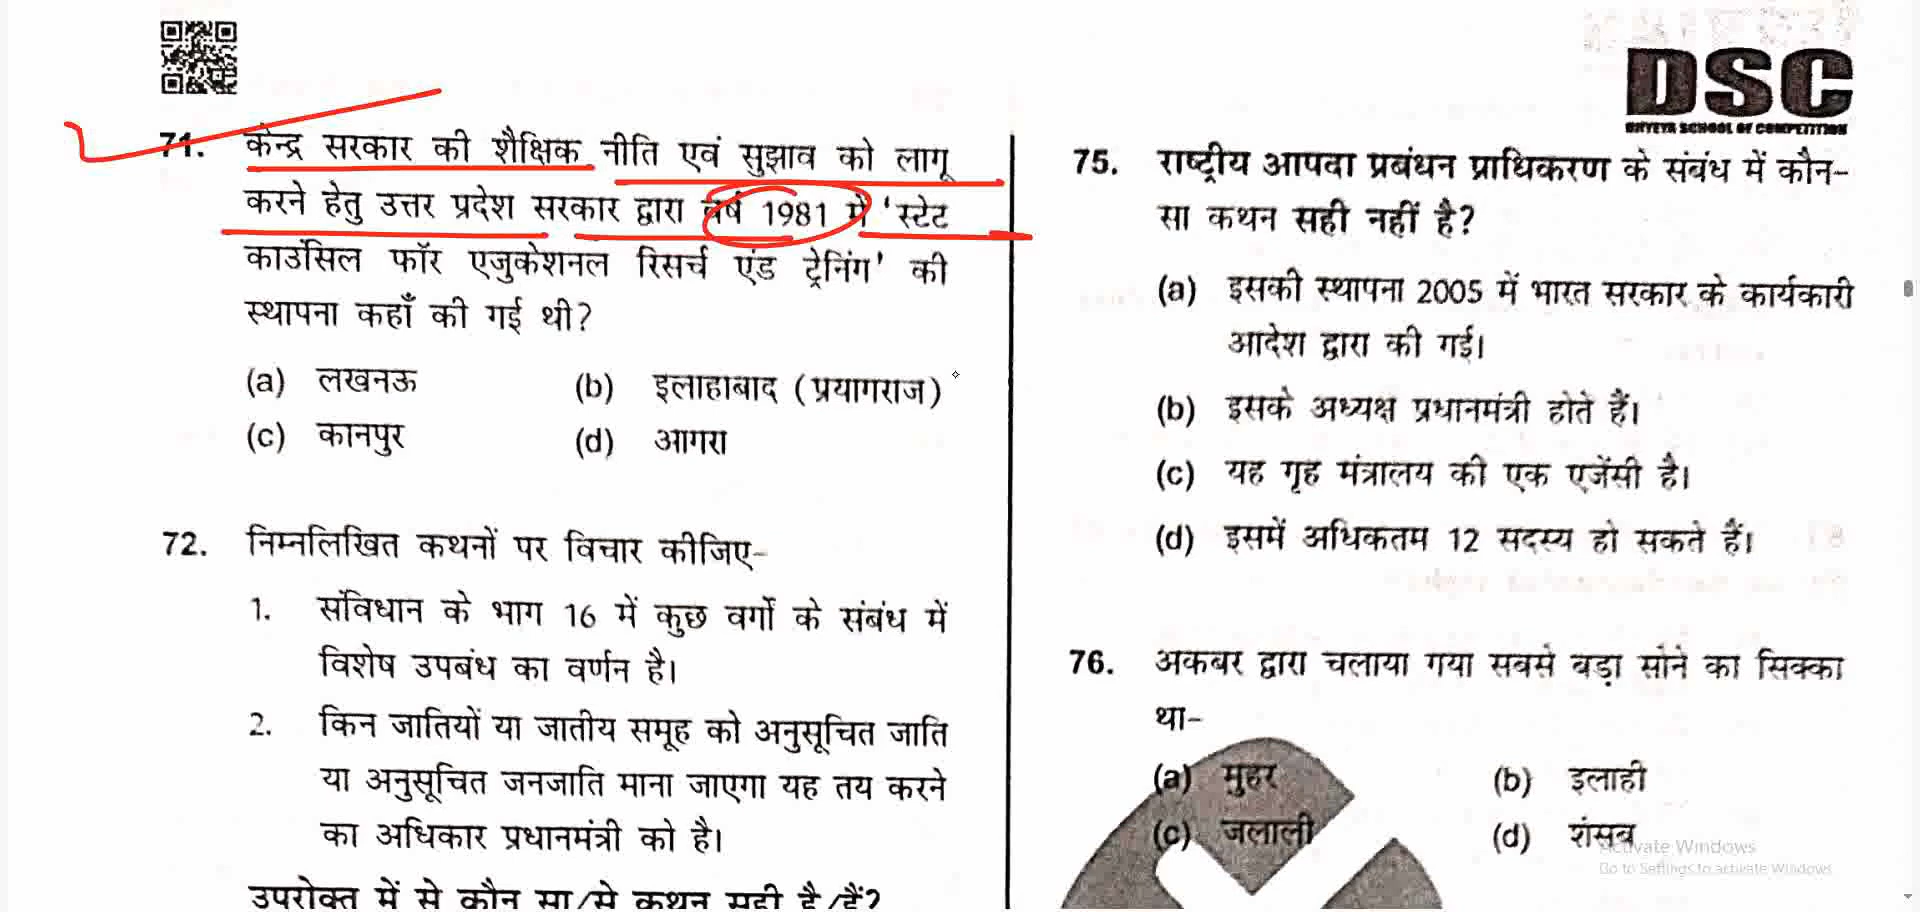 DSC
DHYEYA SCHOOL OF COMPETITION
71. केन्द्र सरकार की शैक्षिक नीति एवं सुझाव को लागू
करने हेतु उत्तर प्रदेश सरकार द्वारा वर्ष 1981 में 'स्टेट
काउंसिल फॉर एजुकेशनल रिसर्च एंड ट्रेनिंग' की
स्थापना कहाँ की गई थी?
(a) लखनऊ (b) इलाहाबाद (प्रयागराज)
(c) कानपुर (d) आगरा
72. निम्नलिखित कथनों पर विचार कीजिए-
1. संविधान के भाग 16 में कुछ वर्गों के संबंध में
विशेष उपबंध का वर्णन है।
2. किन जातियों या जातीय समूह को अनुसूचित जाति
या अनुसूचित जनजाति माना जाएगा यह तय करने
का अधिकार प्रधानमंत्री को है।
उपरोक्त में से कौन सा/से कथन सही है/हैं?
75. राष्ट्रीय आपदा प्रबंधन प्राधिकरण के संबंध में कौन-
सा कथन सही नहीं है?
(a) इसकी स्थापना 2005 में भारत सरकार के कार्यकारी
आदेश द्वारा की गई।
(b) इसके अध्यक्ष प्रधानमंत्री होते हैं।
(c) यह गृह मंत्रालय की एक एजेंसी है।
(d) इसमें अधिकतम 12 सदस्य हो सकते हैं।
76. अकबर द्वारा चलाया गया सबसे बड़ा सोने का सिक्का
था-
(a) मुहर (b) इलाही
(c) जलाली (d) शंसब
Activate Windows
Go to Settings to activate Windows.